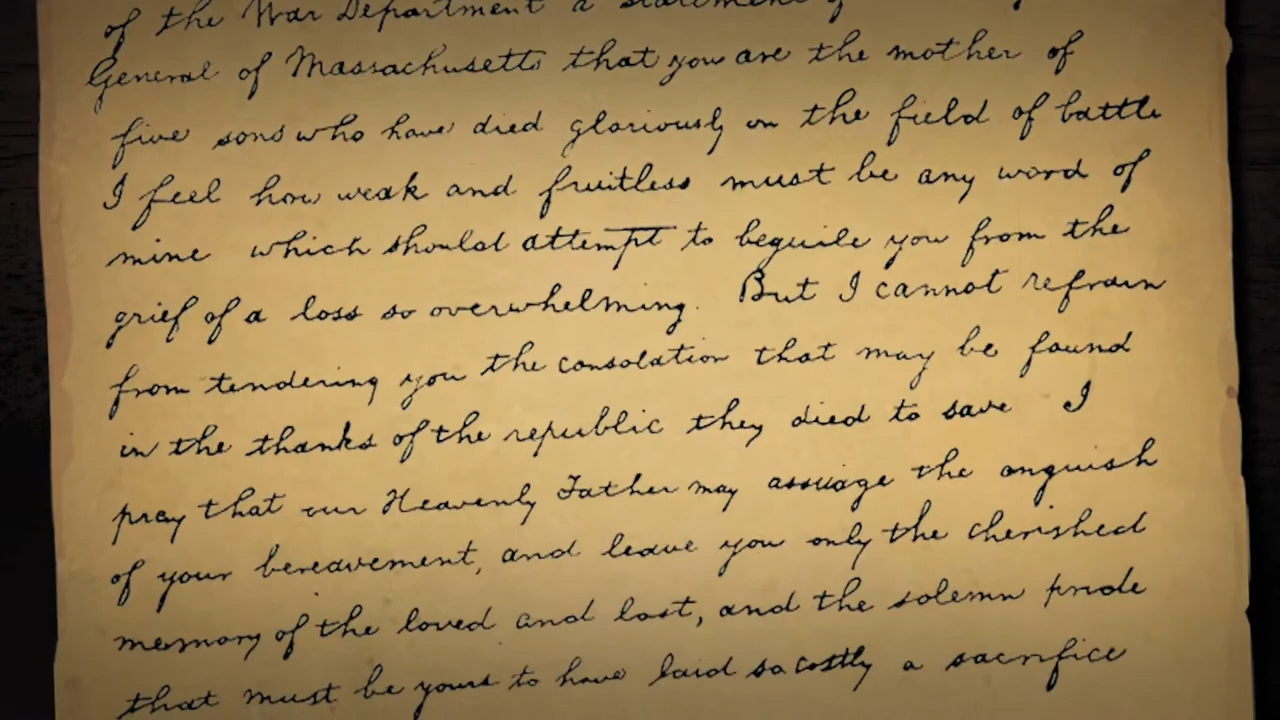 of the War Department a statement of
General of Massachusetts that you are the mother of
five sons who have died gloriously on the field of battle
I feel how weak and fruitless must be any word of
mine which should attempt to beguile you from the
grief of a loss so overwhelming. But I cannot refrain
from tendering you the consolation that may be found
in the thanks of the republic they died to save I
pray that our Heavenly Father may assuage the anguish
of your bereavement, and leave you only the cherished
memory of the loved and lost, and the solemn pride
that must be yours to have laid so costly a sacrifice